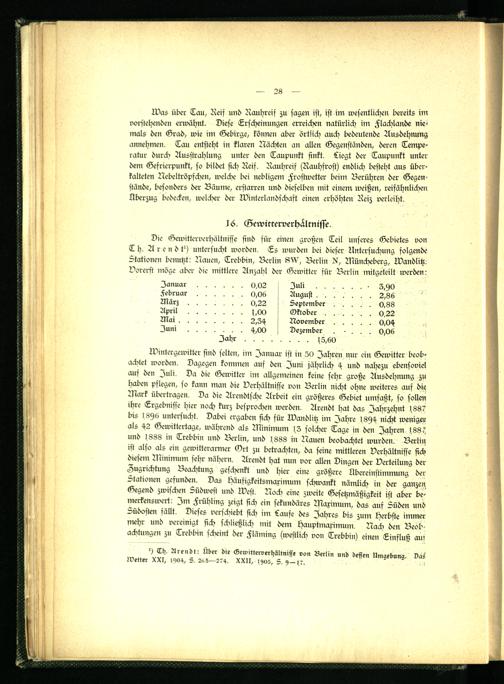 — 28 —
Was über Tau, Reif und Rauhreif zu sagen ist, ist im wesentlichen bereits im
vorstehenden erwähnt. Diese Erscheinungen erreichen natürlich im Flachlande nie-
mals den Grad, wie im Gebirge, können aber örtlich auch bedeutende Ausdehnung
annehmen. Tau entsteht in klaren Nächten an allen Gegenständen, deren Tempe-
ratur durch Ausstrahlung unter den Taupunkt sinkt. Liegt der Taupunkt unter
dem Gefrierpunkt, so bildet sich Reif. Rauhreif (Rauhfrost) endlich besteht aus über-
kalteten Nebeltröpfchen, welche bei nebligem Frostwetter beim Berühren der Gegen-
stände, besonders der Bäume, erstarren und dieselben mit einem weißen, reifähnlichen
Überzug bedecken, welcher der Winterlandschaft einen erhöhten Reiz verleiht.
16. Gewitterverhältnisse.
Die Gewitterverhältnisse sind für einen großen Teil unseres Gebietes von
Th. Arendt¹) untersucht worden. Es wurden bei dieser Untersuchung folgende
Stationen benutzt: Nauen, Trebbin, Berlin SW, Berlin N, Müncheberg, Wandlitz.
Vorerst möge aber die mittlere Anzahl der Gewitter für Berlin mitgeteilt werden:
Januar . . . . . . 0,02 Juli . . . . . . . 3,90
Februar . . . . . . 0,06 August . . . . . . . 2,86
März . . . . . . . 0,22 September . . . . . 0,88
April . . . . . . . 1,00 Oktober . . . . . . 0,22
Mai . . . . . . . . 2,34 November . . . . . 0,04
Juni . . . . . . . 4,00 Dezember . . . . . 0,06
Jahr . . . . . . . . 15,60
Wintergewitter sind selten, im Januar ist in 50 Jahren nur ein Gewitter beob-
achtet worden. Dagegen kommen auf den Juni jährlich 4 und nahezu ebensoviel
auf den Juli. Da die Gewitter im allgemeinen keine sehr große Ausdehnung zu
haben pflegen, so kann man die Verhältnisse von Berlin nicht ohne weiteres auf die
Mark übertragen. Da die Arendtsche Arbeit ein größeres Gebiet umfaßt, so sollen
ihre Ergebnisse hier noch kurz besprochen werden. Arendt hat das Jahrzehnt 1887
bis 1896 untersucht. Dabei ergaben sich für Wandlitz im Jahre 1894 nicht weniger
als 42 Gewittertage, während als Minimum 13 solcher Tage in den Jahren 1887
und 1888 in Trebbin und Berlin, und 1888 in Nauen beobachtet wurden. Berlin
ist also als ein gewitterarmer Ort zu betrachten, da seine mittleren Verhältnisse sich
diesem Minimum sehr nähern. Arendt hat nun vor allen Dingen der Verteilung der
Zugrichtung Beachtung geschenkt und hier eine größere Übereinstimmung der
Stationen gefunden. Das Häufigkeitsmaximum schwankt nämlich in der ganzen
Gegend zwischen Südwest und West. Noch eine zweite Gesetzmäßigkeit ist aber be-
merkenswert: Im Frühling zeigt sich ein sekundäres Maximum, das auf Süden und
Südosten fällt. Dieses verschiebt sich im Laufe des Jahres bis zum Herbste immer
mehr und vereinigt sich schließlich mit dem Hauptmaximum. Nach den Beob-
achtungen zu Trebbin scheint der Fläming (westlich von Trebbin) einen Einfluß auf
¹) Th. Arendt: Über die Gewitterverhältnisse von Berlin und dessen Umgebung. Das
Wetter XXI, 1904, S. 265—274. XXII, 1905, S. 9—17.